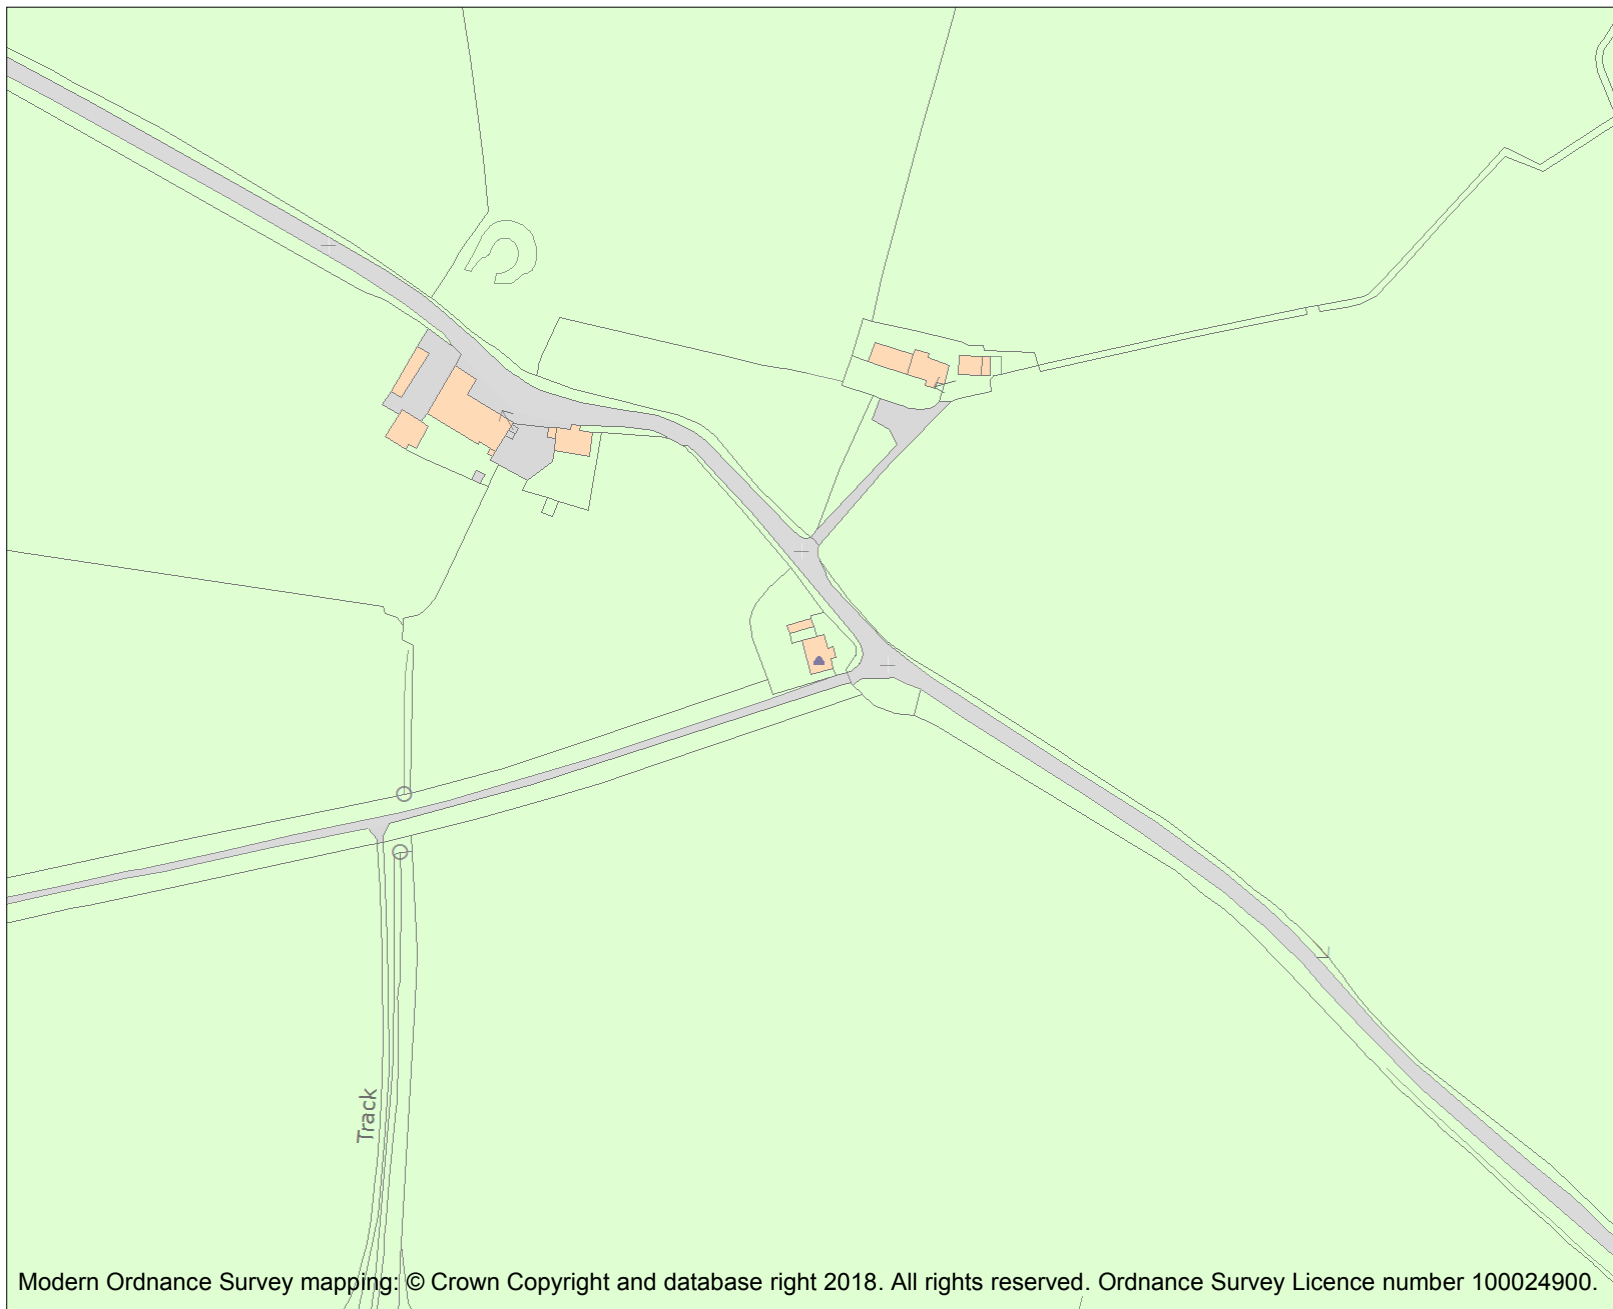 Track
Modern Ordnance Survey mapping: © Crown Copyright and database right 2018. All rights reserved. Ordnance Survey Licence number 100024900.